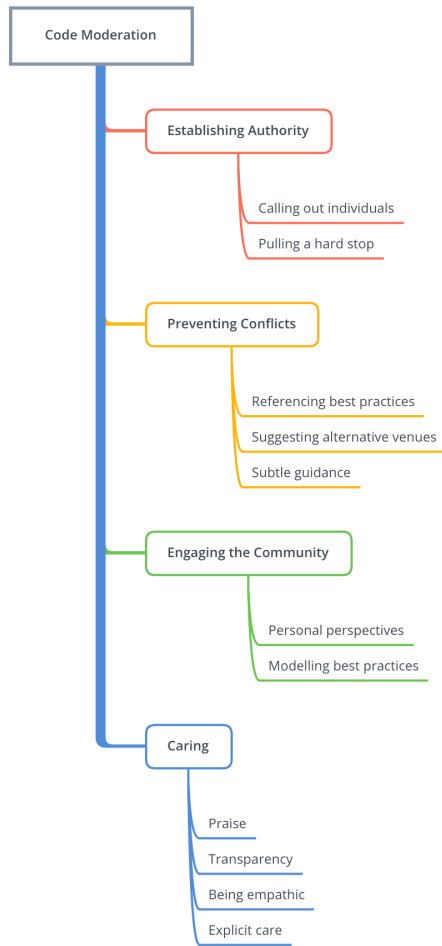 Code Moderation
Establishing Authority
Calling out individuals
Pulling a hard stop
Preventing Conflicts
Referencing best practices
Suggesting alternative venues
Subtle guidance
Engaging the Community
Personal perspectives
Modelling best practices
Caring
Praise
Transparency
Being empathic
Explicit care